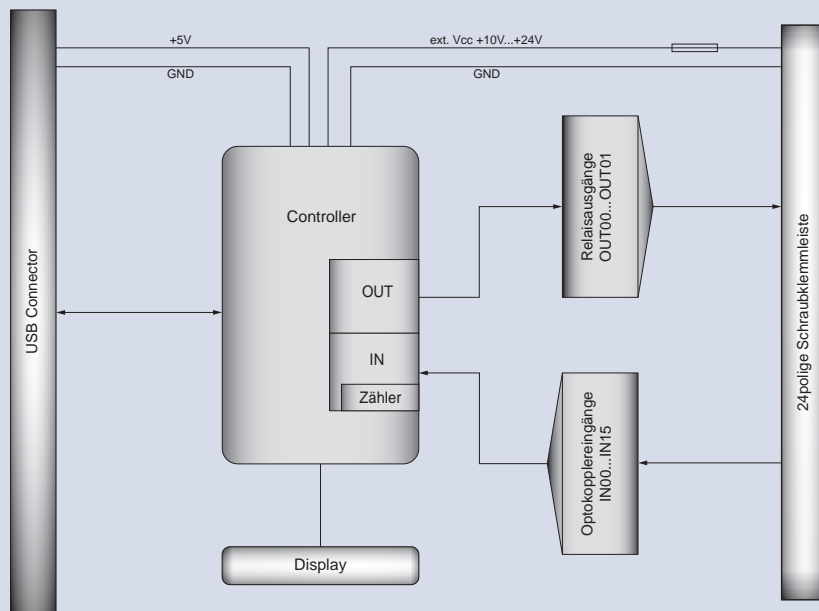 +5V
GND
ext. Vcc +10V...+24V
GND
USB Connector
Controller
OUT
IN
Zähler
Display
Relaisausgänge
OUT00...OUT01
Optokopplereingänge
IN00...IN15
24polige Schraubklemmleiste